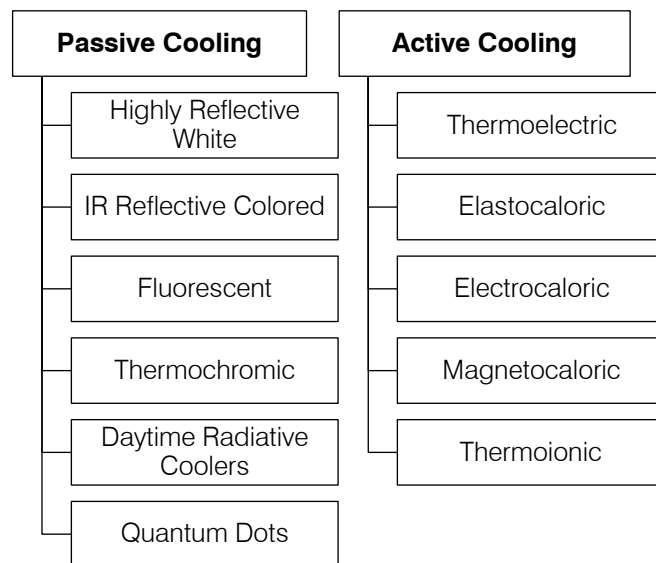 Passive Cooling
Highly Reflective
White
IR Reflective Colored
Fluorescent
Thermochromic
Daytime Radiative
Coolers
Quantum Dots
Active Cooling
Thermoelectric
Elastocaloric
Electrocaloric
Magnetocaloric
Thermoionic